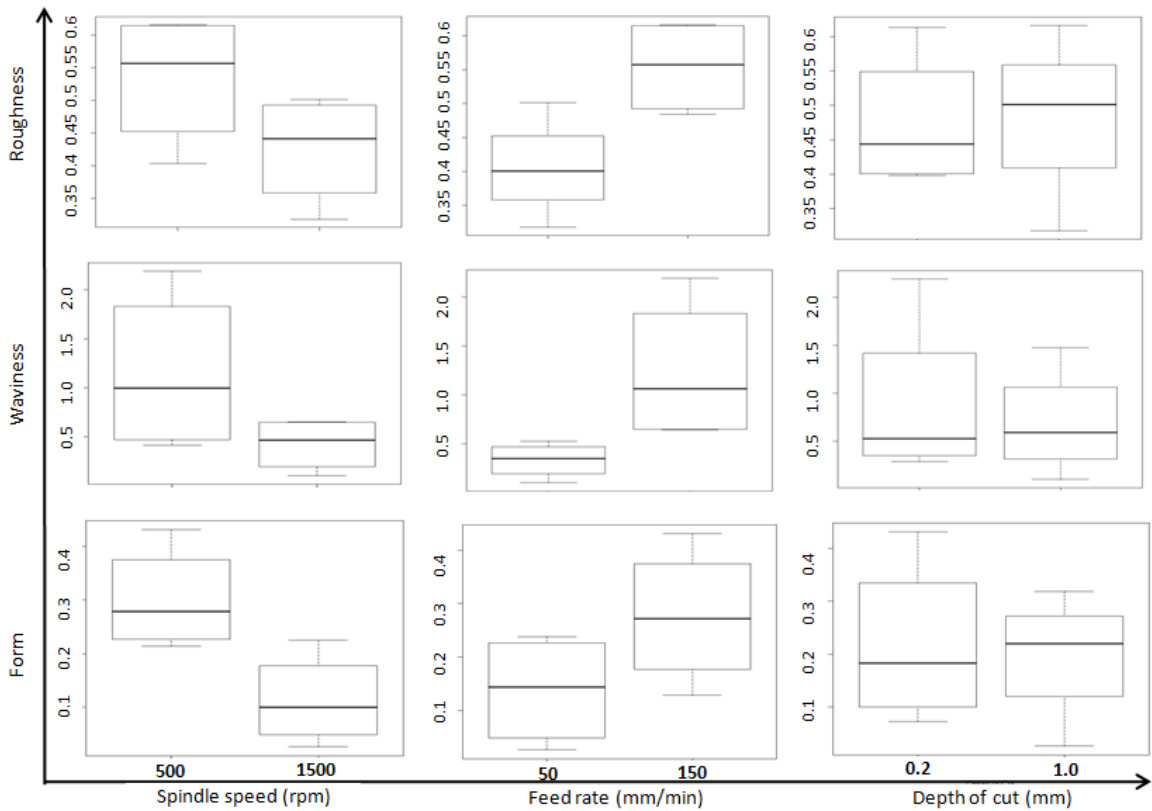 Roughness
0.35 0.4 0.45 0.5 0.55 0.6
0.35 0.4 0.45 0.5 0.55 0.6
0.35 0.4 0.45 0.5 0.55 0.6
Waviness
0.5 1.0 1.5 2.0
0.5 1.0 1.5 2.0
0.5 1.0 1.5 2.0
Form
0.1 0.2 0.3 0.4
0.1 0.2 0.3 0.4
0.1 0.2 0.3 0.4
500 1500
50 150
0.2 1.0
Spindle speed (rpm)
Feed rate (mm/min)
Depth of cut (mm)